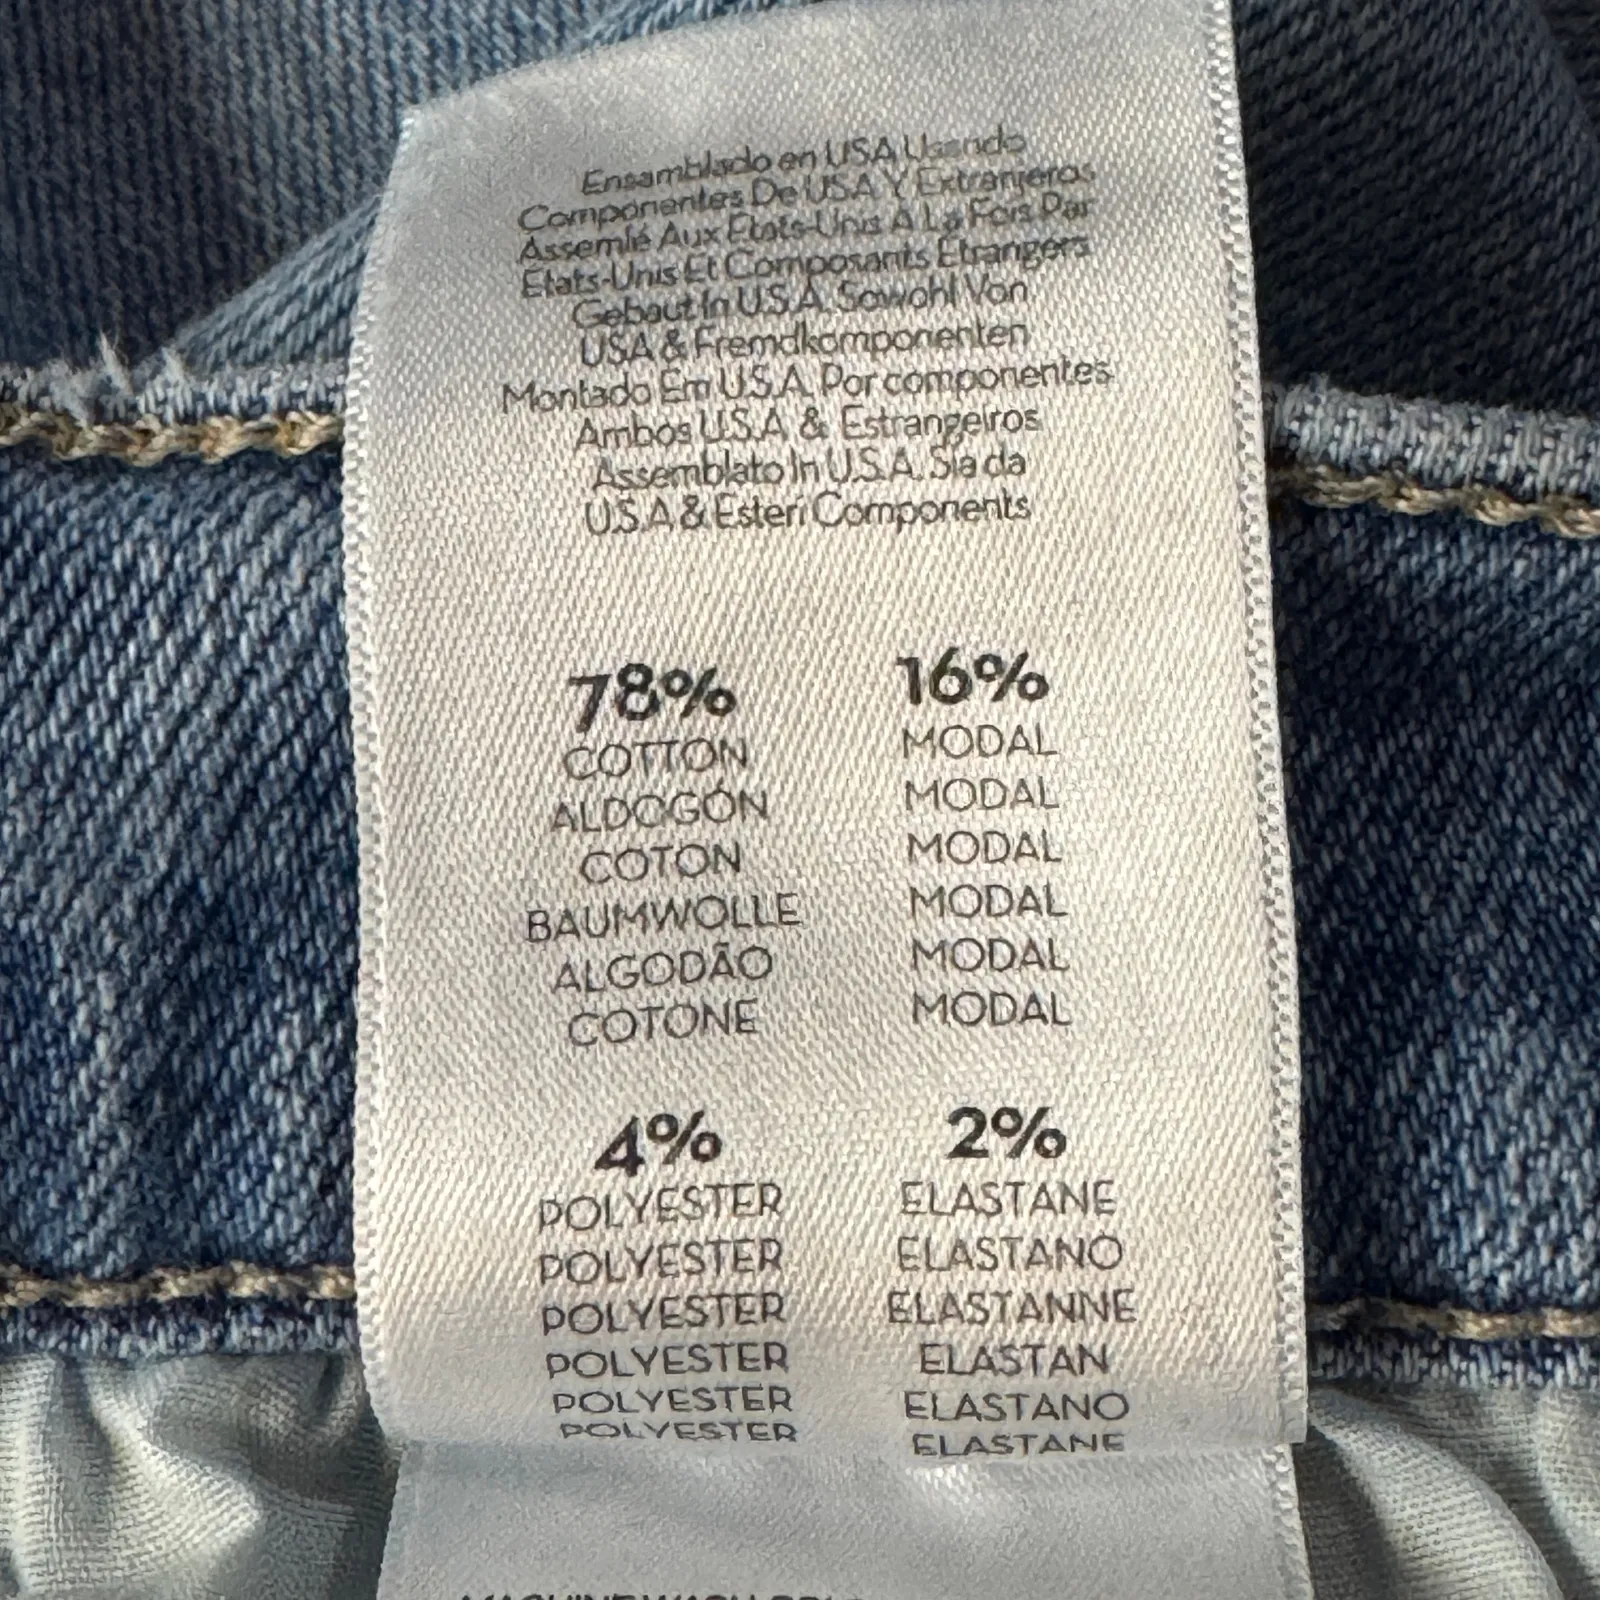 Ensamblado en USA Usando
Componentes De USA Y Extranjeros
Assemlé Aux Etats-Unis A La Fois Par
Etats-Unis Et Composants Etrangers
Gebaut In U.S.A. Sowohl Von
USA & Fremdkomponenten
Montado Em U.S.A. Por componentes
Ambos U.S.A & Estrangeiros
Assemblato In U.S.A. Sia da
U.S.A & Esteri Components
78% 16%
COTTON MODAL
ALDOGÓN MODAL
COTON MODAL
BAUMWOLLE MODAL
ALGODÃO MODAL
COTONE MODAL
4% 2%
POLYESTER ELASTANE
POLYESTER ELASTANO
POLYESTER ELASTANNE
POLYESTER ELASTAN
POLYESTER ELASTANO
POLYESTER ELASTANE
MACHINE WASH